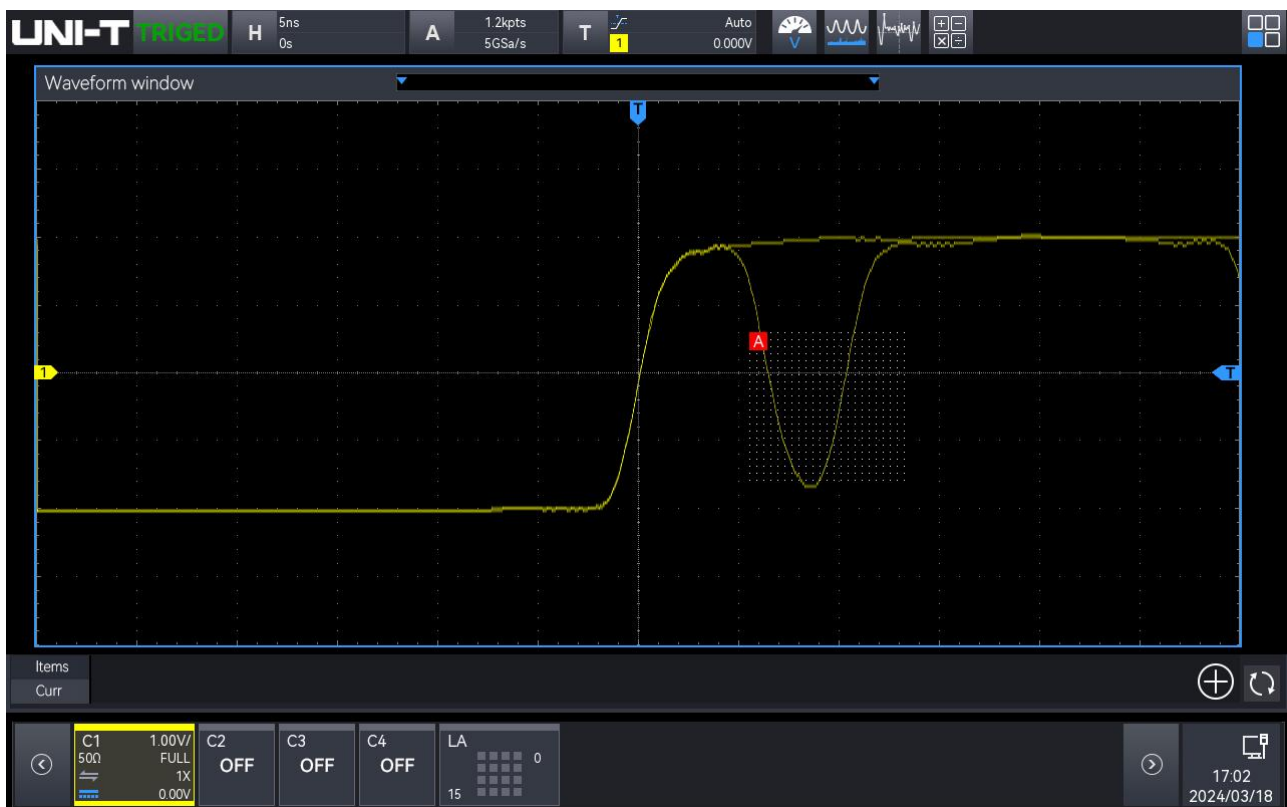 UNI-T TRIGED H 5ns A 1.2kpts T Auto V
0s 5GSa/s 1 0.000V
Waveform window
T
A
1 T
Items
Curr
C1 1.00V/ C2 C3 C4 LA
50Ω FULL OFF OFF OFF 0
1X 17:02
0.00V 15 2024/03/18